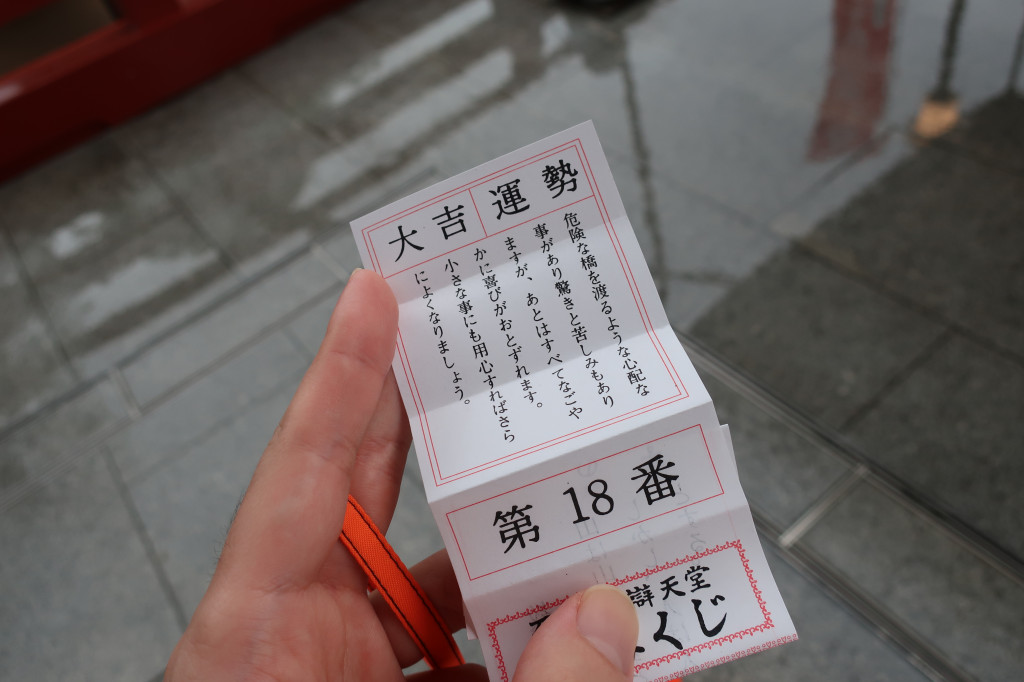 大吉 運勢
危険な橋を渡るような心配な
事があり驚きと苦しみもあり
ますが、あとはすべてなごや
かに喜びがおとずれます。
小さな事にも用心すればさら
によくなりましょう。
第18番
辯天堂
くじ